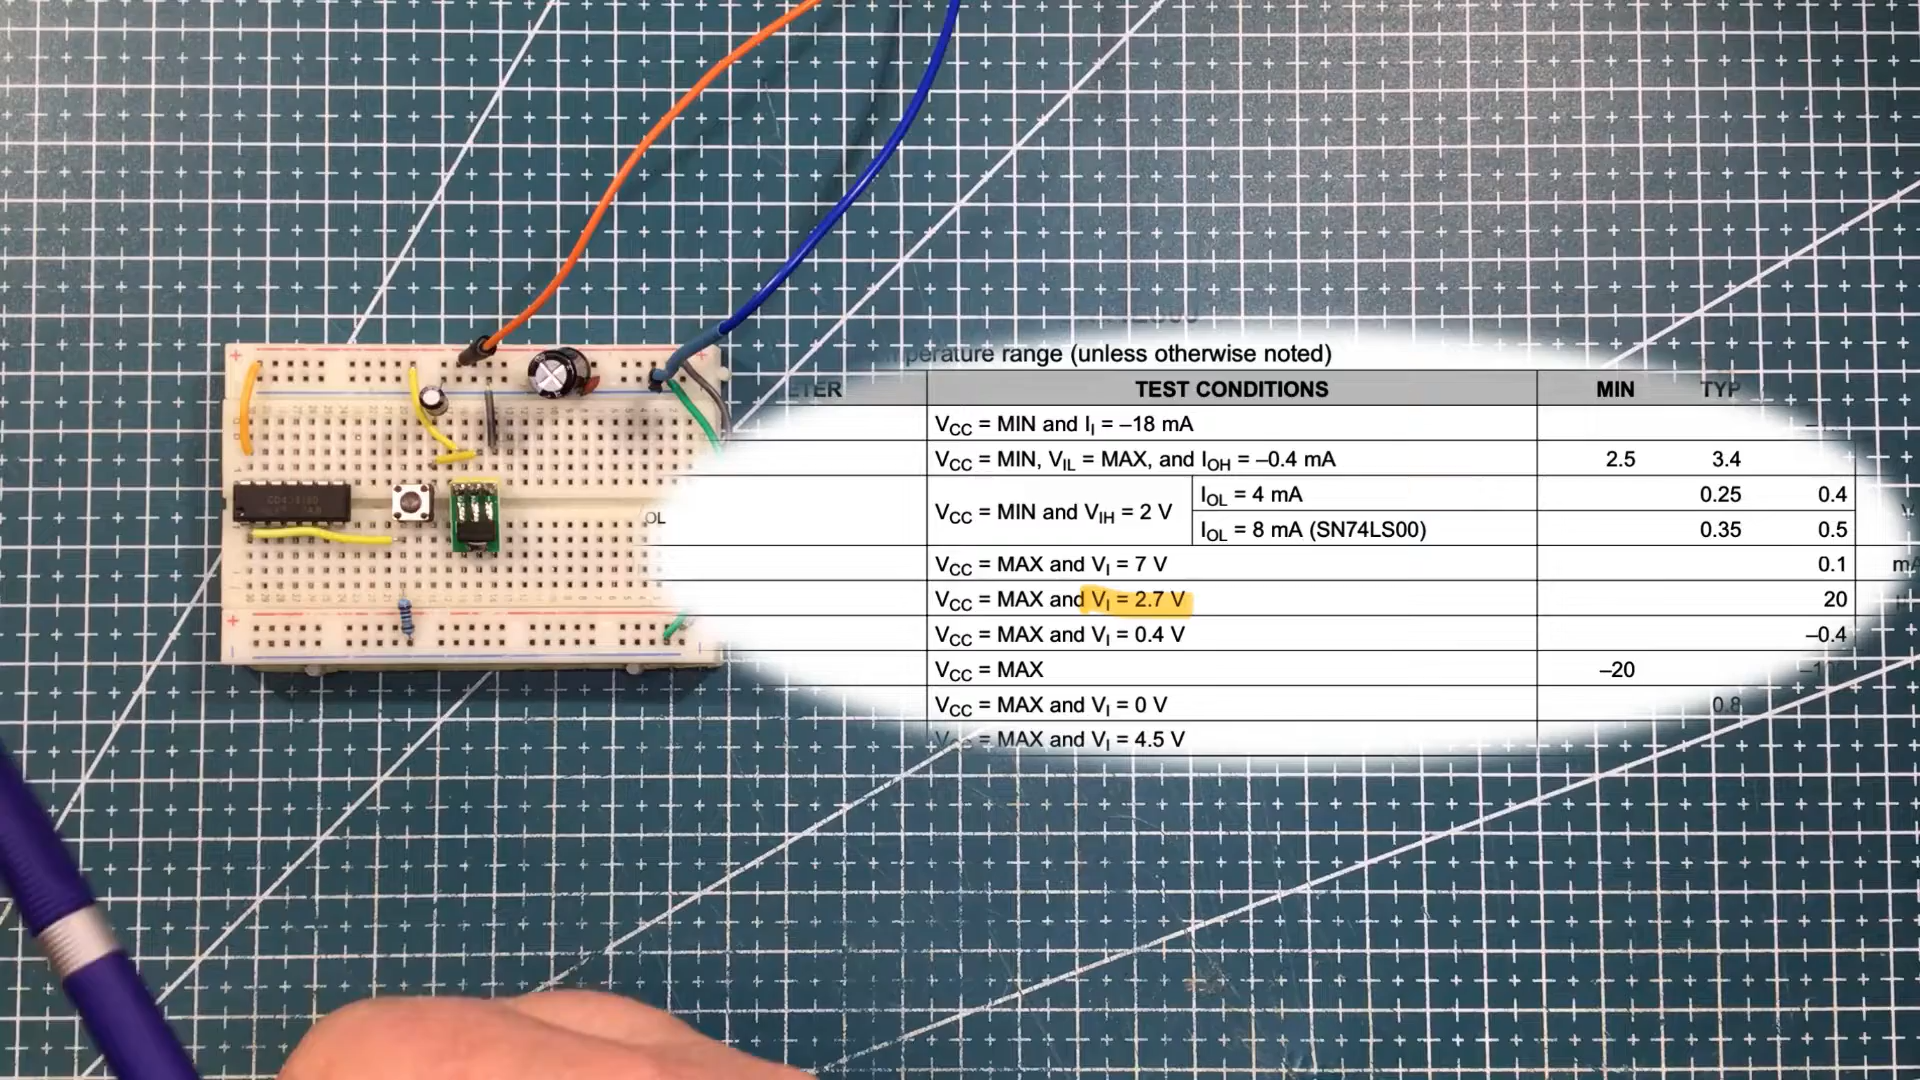 perature range (unless otherwise noted)
ETER TEST CONDITIONS MIN TYP
VCC = MIN and II = –18 mA
VCC = MIN, VIL = MAX, and IOH = –0.4 mA 2.5 3.4
VCC = MIN and VIH = 2 V
IOL = 4 mA 0.25 0.4
OL
IOL = 8 mA (SN74LS00) 0.35 0.5
VCC = MAX and VI = 7 V 0.1 mA
VCC = MAX and VI = 2.7 V 20
VCC = MAX and VI = 0.4 V –0.4
VCC = MAX –20
VCC = MAX and VI = 0 V 0.8
VCC = MAX and VI = 4.5 V